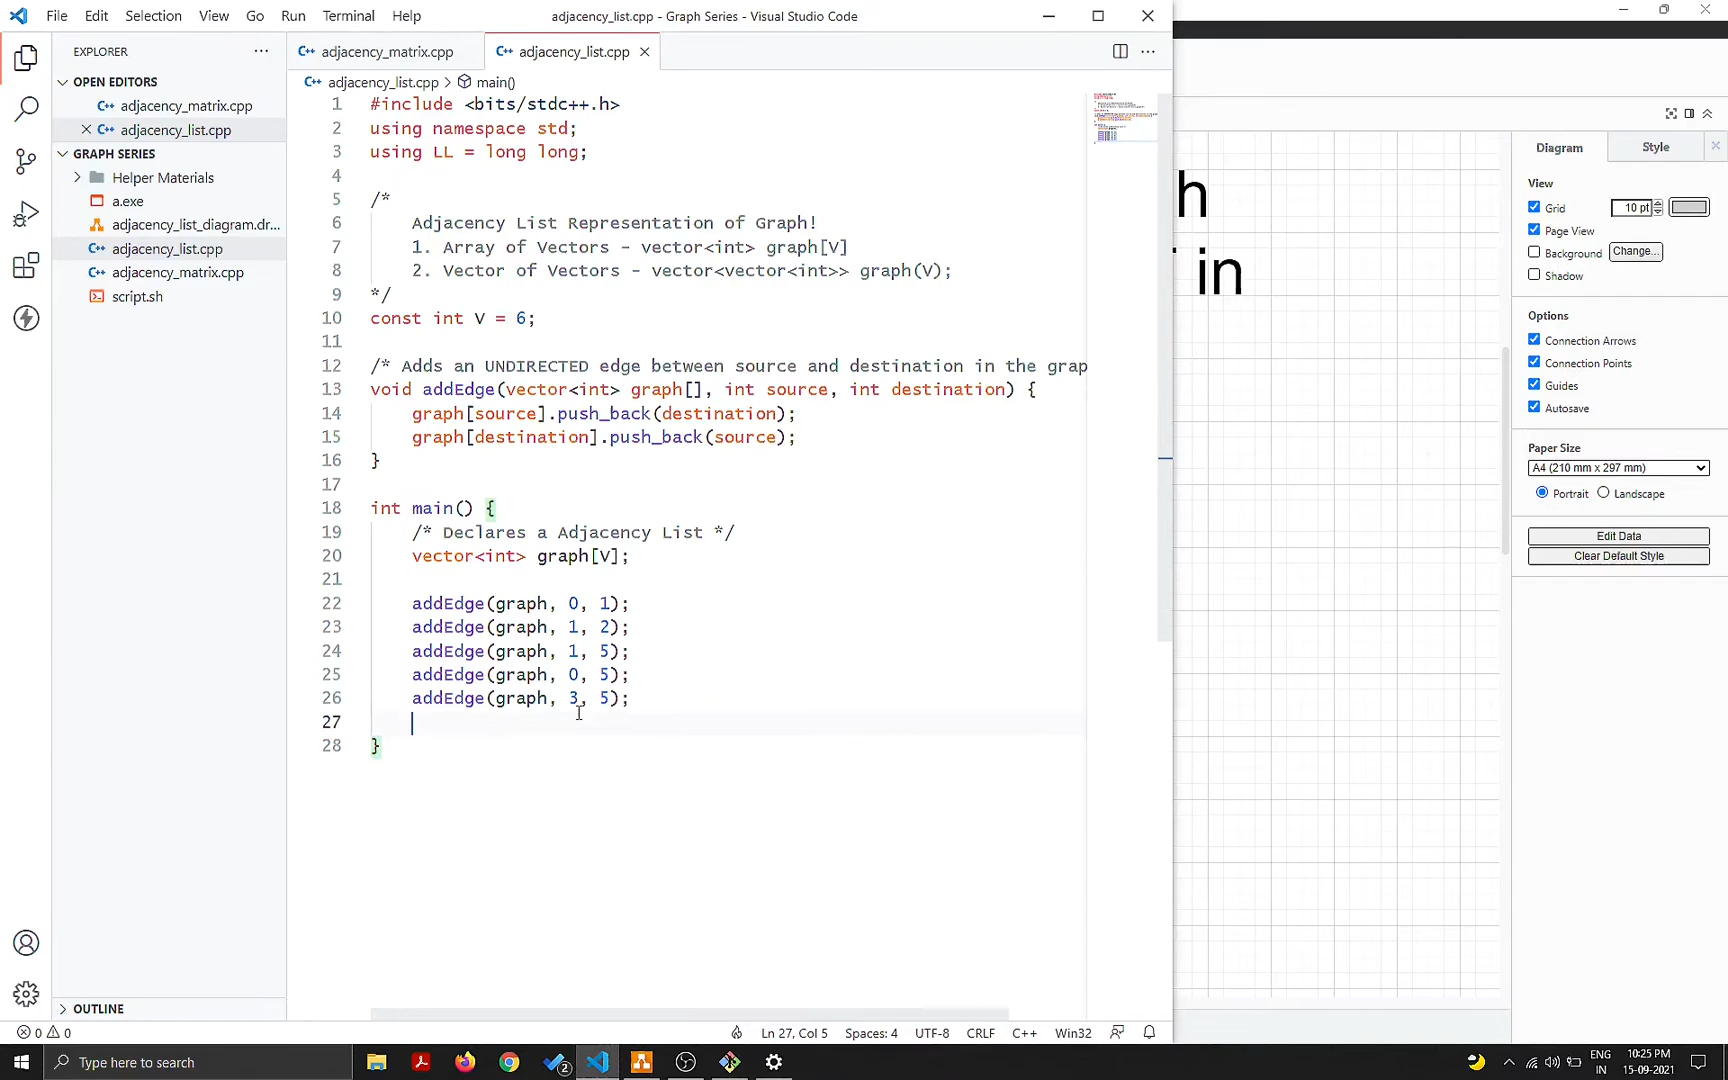 File Edit Selection View Go Run Terminal Help
adjacency_list.cpp - Graph Series - Visual Studio Code
EXPLORER
OPEN EDITORS
adjacency_matrix.cpp
adjacency_list.cpp
GRAPH SERIES
Helper Materials
a.exe
adjacency_list_diagram.dr...
adjacency_list.cpp
adjacency_matrix.cpp
script.sh
OUTLINE
adjacency_matrix.cpp
adjacency_list.cpp
adjacency_list.cpp > main()
1 #include <bits/stdc++.h>
2 using namespace std;
3 using LL = long long;
4
5 /*
6 Adjacency List Representation of Graph!
7 1. Array of Vectors - vector<int> graph[V]
8 2. Vector of Vectors - vector<vector<int>> graph(V);
9 */
10 const int V = 6;
11
12 /* Adds an UNDIRECTED edge between source and destination in the grap
13 void addEdge(vector<int> graph[], int source, int destination) {
14 graph[source].push_back(destination);
15 graph[destination].push_back(source);
16 }
17
18 int main() {
19 /* Declares a Adjacency List */
20 vector<int> graph[V];
21
22 addEdge(graph, 0, 1);
23 addEdge(graph, 1, 2);
24 addEdge(graph, 1, 5);
25 addEdge(graph, 0, 5);
26 addEdge(graph, 3, 5);
27
28 }
h
in
Diagram Style
View
Grid 10 pt
Page View
Background Change...
Shadow
Options
Connection Arrows
Connection Points
Guides
Autosave
Paper Size
A4 (210 mm x 297 mm)
Portrait Landscape
Edit Data
Clear Default Style
0 0 Ln 27, Col 5 Spaces: 4 UTF-8 CRLF C++ Win32
Type here to search
2
ENG
IN
10:25 PM
15-09-2021